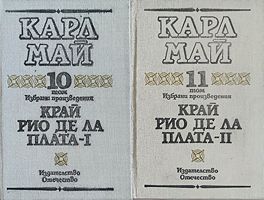 КАРЛ
МАЙ
10
том
Избрани произведения
КРАЙ
РИО ДЕ ЛА
ПЛАТА-I
Издателство
Отечество
КАРЛ
МАЙ
11
том
Избрани произведения
КРАЙ
РИО ДЕ ЛА
ПЛАТА-II
Издателство
Отечество